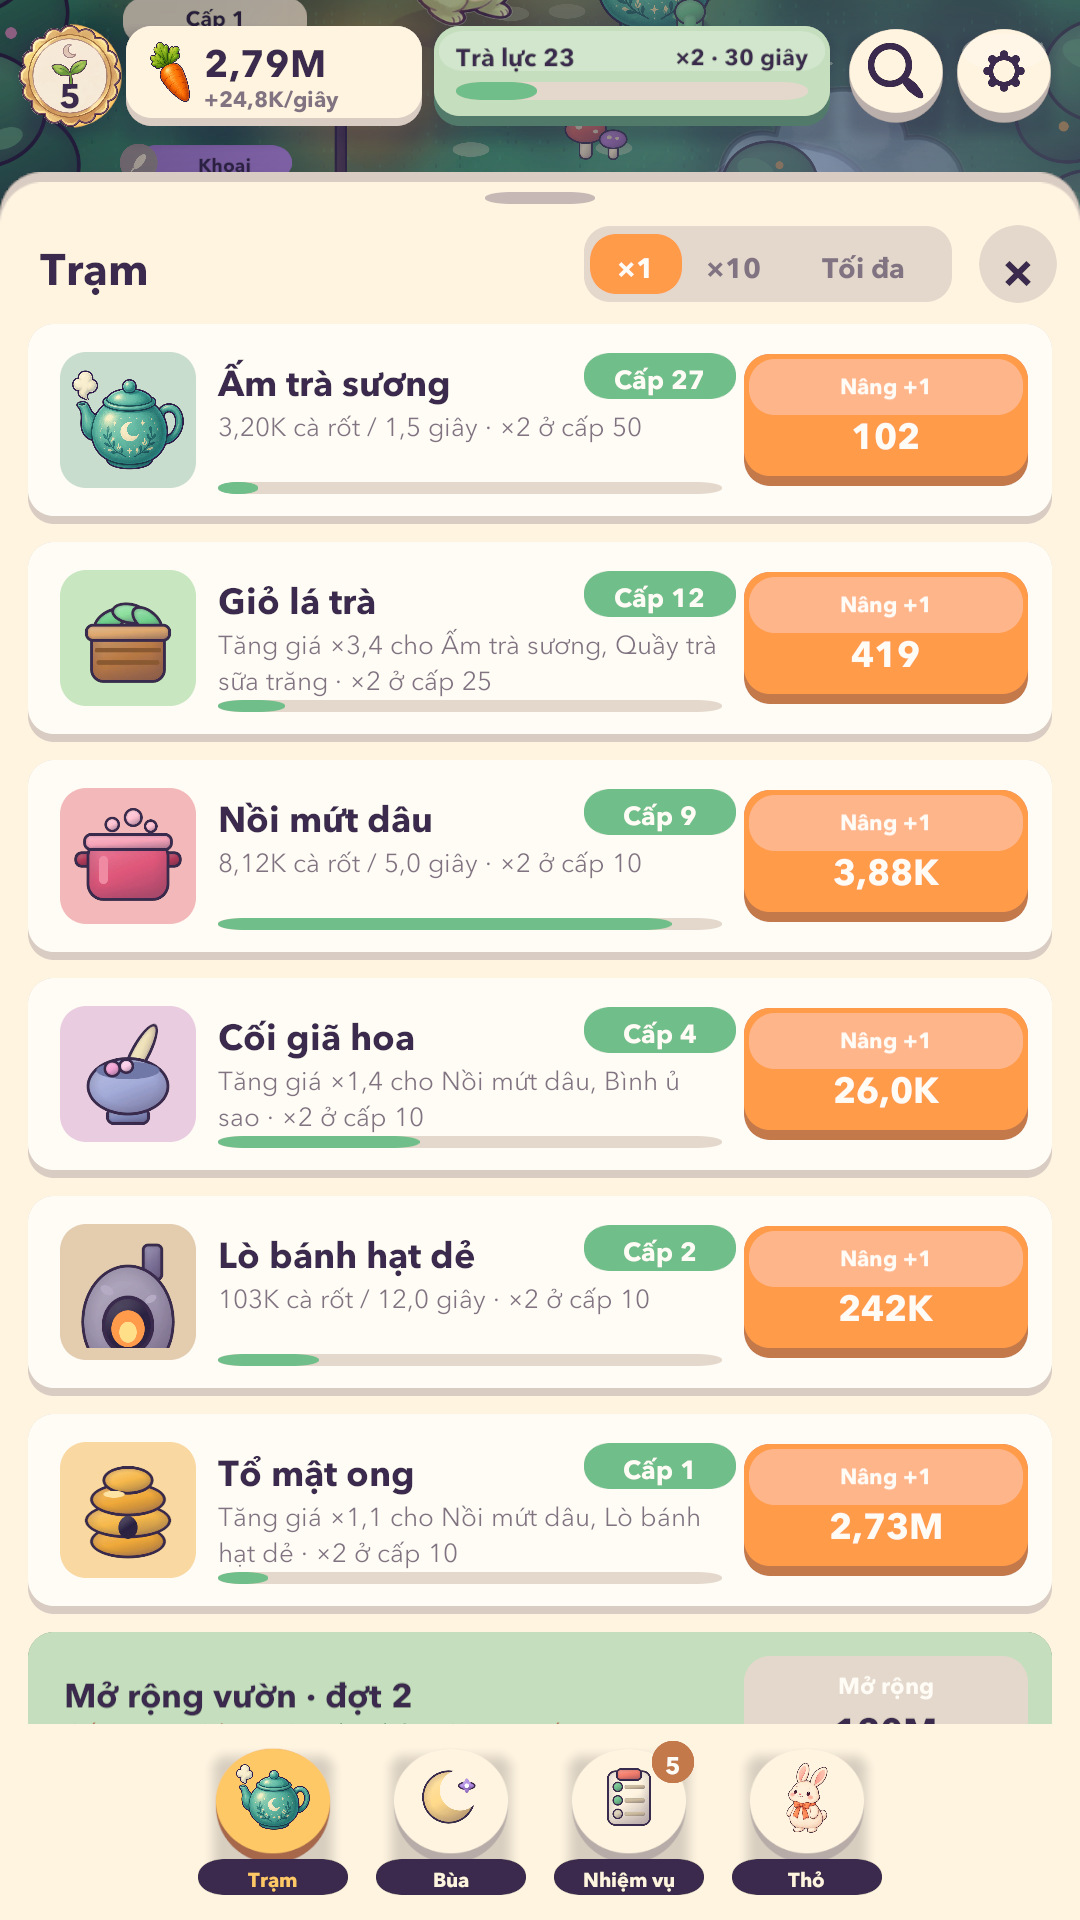 Cấp 1
5
2,79M
+24,8K/giây
Trà lực 23
×2 · 30 giây
Khoai
Trạm
×1
×10
Tối đa
×
Ấm trà sương
Cấp 27
3,20K cà rốt / 1,5 giây · ×2 ở cấp 50
Nâng +1
102
Giỏ lá trà
Cấp 12
Tăng giá ×3,4 cho Ấm trà sương, Quầy trà
sữa trăng · ×2 ở cấp 25
Nâng +1
419
Nồi mứt dâu
Cấp 9
8,12K cà rốt / 5,0 giây · ×2 ở cấp 10
Nâng +1
3,88K
Cối giã hoa
Cấp 4
Tăng giá ×1,4 cho Nồi mứt dâu, Bình ủ
sao · ×2 ở cấp 10
Nâng +1
26,0K
Lò bánh hạt dẻ
Cấp 2
103K cà rốt / 12,0 giây · ×2 ở cấp 10
Nâng +1
242K
Tổ mật ong
Cấp 1
Tăng giá ×1,1 cho Nồi mứt dâu, Lò bánh
hạt dẻ · ×2 ở cấp 10
Nâng +1
2,73M
Mở rộng vườn · đợt 2
Mở rộng
5
Trạm
Bùa
Nhiệm vụ
Thỏ